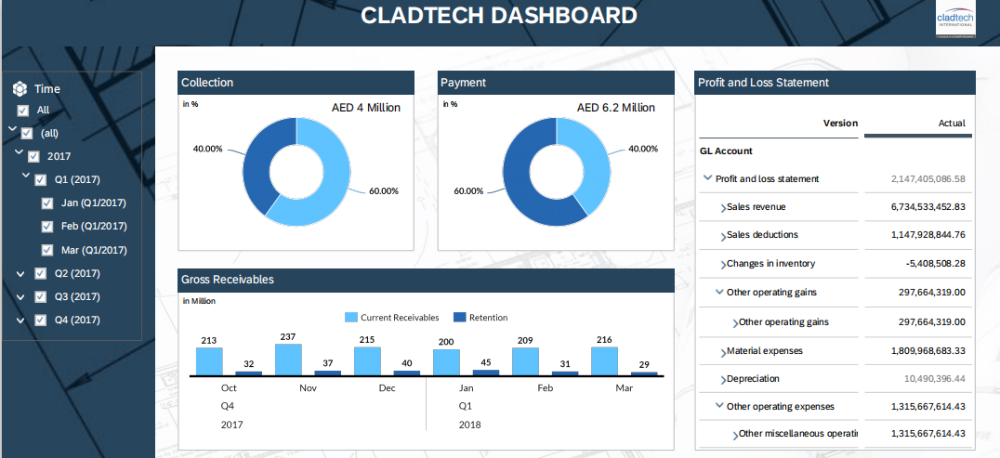 CLADTECH DASHBOARD
cladtech
INTERNATIONAL
Time
All
(all)
2017
Q1 (2017)
Jan (Q1/2017)
Feb (Q1/2017)
Mar (Q1/2017)
Q2 (2017)
Q3 (2017)
Q4 (2017)
Collection
in %
AED 4 Million
40.00%
60.00%
Payment
in %
AED 6.2 Million
40.00%
60.00%
Gross Receivables
in Million
Current Receivables Retention
213 32 237 37 215 40 200 45 209 31 216 29
Oct Nov Dec Jan Feb Mar
Q4 Q1
2017 2018
Profit and Loss Statement
Version Actual
GL Account
Profit and loss statement 2,147,405,086.58
Sales revenue 6,734,533,452.83
Sales deductions 1,147,928,844.76
Changes in inventory -5,408,508.28
Other operating gains 297,664,319.00
Other operating gains 297,664,319.00
Material expenses 1,809,968,683.33
Depreciation 10,490,396.44
Other operating expenses 1,315,667,614.43
Other miscellaneous operatin 1,315,667,614.43